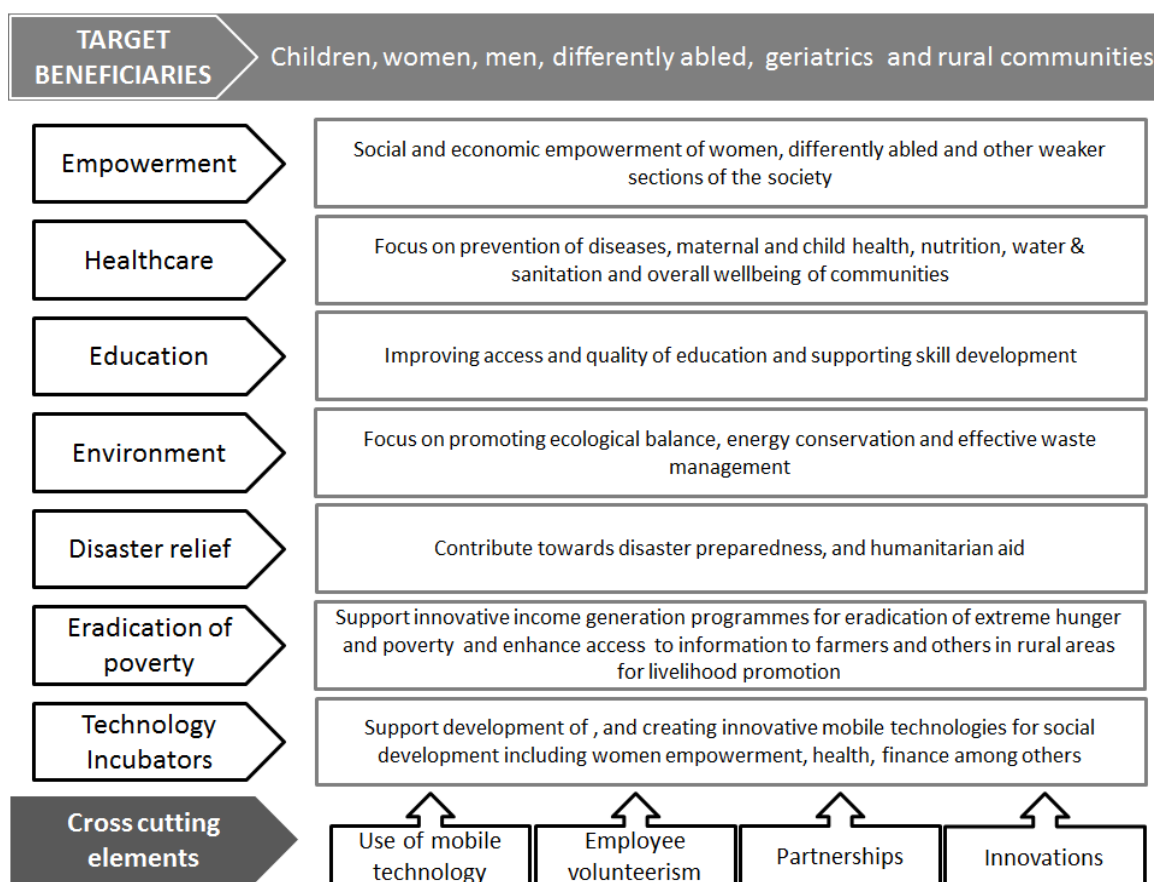 TARGET
BENEFICIARIES
Children, women, men, differently abled, geriatrics and rural communities
Empowerment
Social and economic empowerment of women, differently abled and other weaker
sections of the society
Healthcare
Focus on prevention of diseases, maternal and child health, nutrition, water &
sanitation and overall wellbeing of communities
Education
Improving access and quality of education and supporting skill development
Environment
Focus on promoting ecological balance, energy conservation and effective waste
management
Disaster relief
Contribute towards disaster preparedness, and humanitarian aid
Eradication of
poverty
Support innovative income generation programmes for eradication of extreme hunger
and poverty and enhance access to information to farmers and others in rural areas
for livelihood promotion
Technology
Incubators
Support development of , and creating innovative mobile technologies for social
development including women empowerment, health, finance among others
Cross cutting
elements
Use of mobile
technology
Employee
volunteerism
Partnerships
Innovations